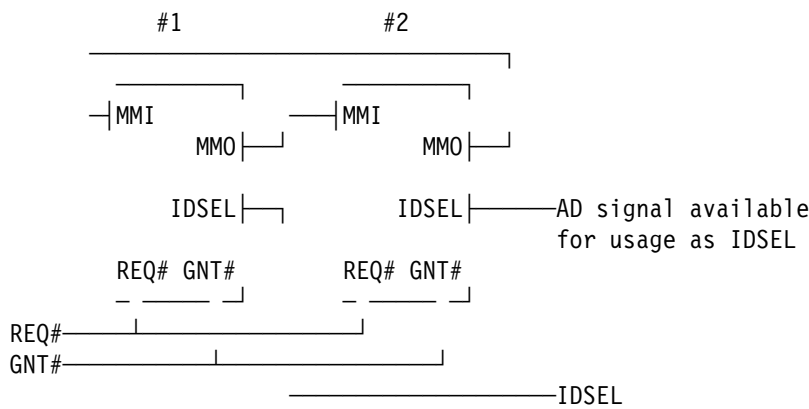 #1 #2
MMI MMI
MMO MMO
IDSEL IDSEL AD signal available
for usage as IDSEL
REQ# GNT# REQ# GNT#
REQ#
GNT#
IDSEL